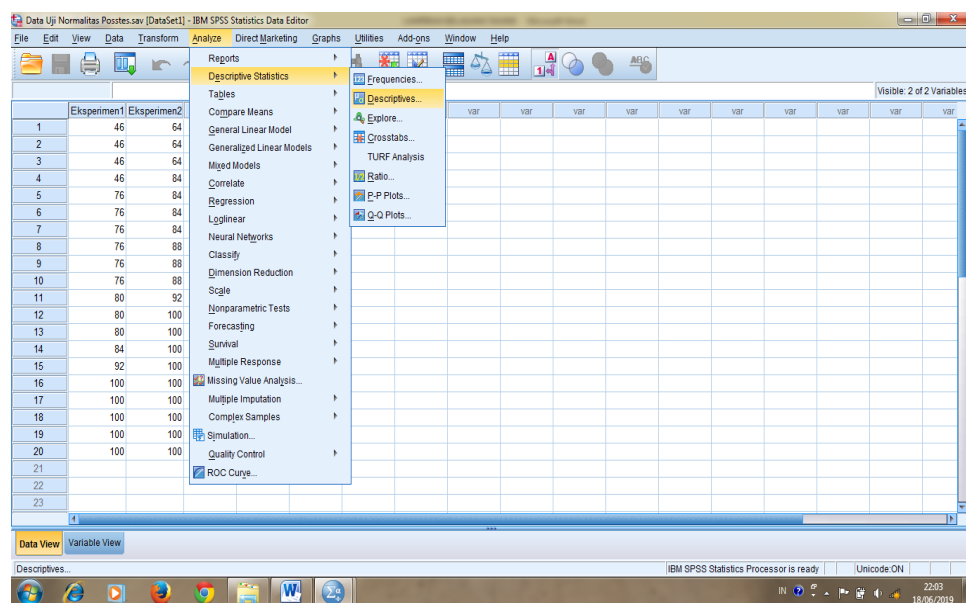 Data Uji Normalitas Posstes.sav [DataSet1] - IBM SPSS Statistics Data Editor
File Edit View Data Transform Analyze Direct Marketing Graphs Utilities Add-ons Window Help
Visible: 2 of 2 Variables
Eksperimen1 Eksperimen2 var var var var var var var
1 46 64
2 46 64
3 46 64
4 46 84
5 76 84
6 76 84
7 76 84
8 76 88
9 76 88
10 76 88
11 80 92
12 80 100
13 80 100
14 84 100
15 92 100
16 100 100
17 100 100
18 100 100
19 100 100
20 100 100
21
22
23
Reports
Descriptive Statistics
Tables
Compare Means
General Linear Model
Generalized Linear Models
Mixed Models
Correlate
Regression
Loglinear
Neural Networks
Classify
Dimension Reduction
Scale
Nonparametric Tests
Forecasting
Survival
Multiple Response
Missing Value Analysis...
Multiple Imputation
Complex Samples
Simulation...
Quality Control
ROC Curve...
Frequencies...
Descriptives...
Explore...
Crosstabs...
TURF Analysis
Ratio...
P-P Plots...
Q-Q Plots...
Data View Variable View
Descriptives... IBM SPSS Statistics Processor is ready Unicode:ON
IN 22:03
18/06/2019